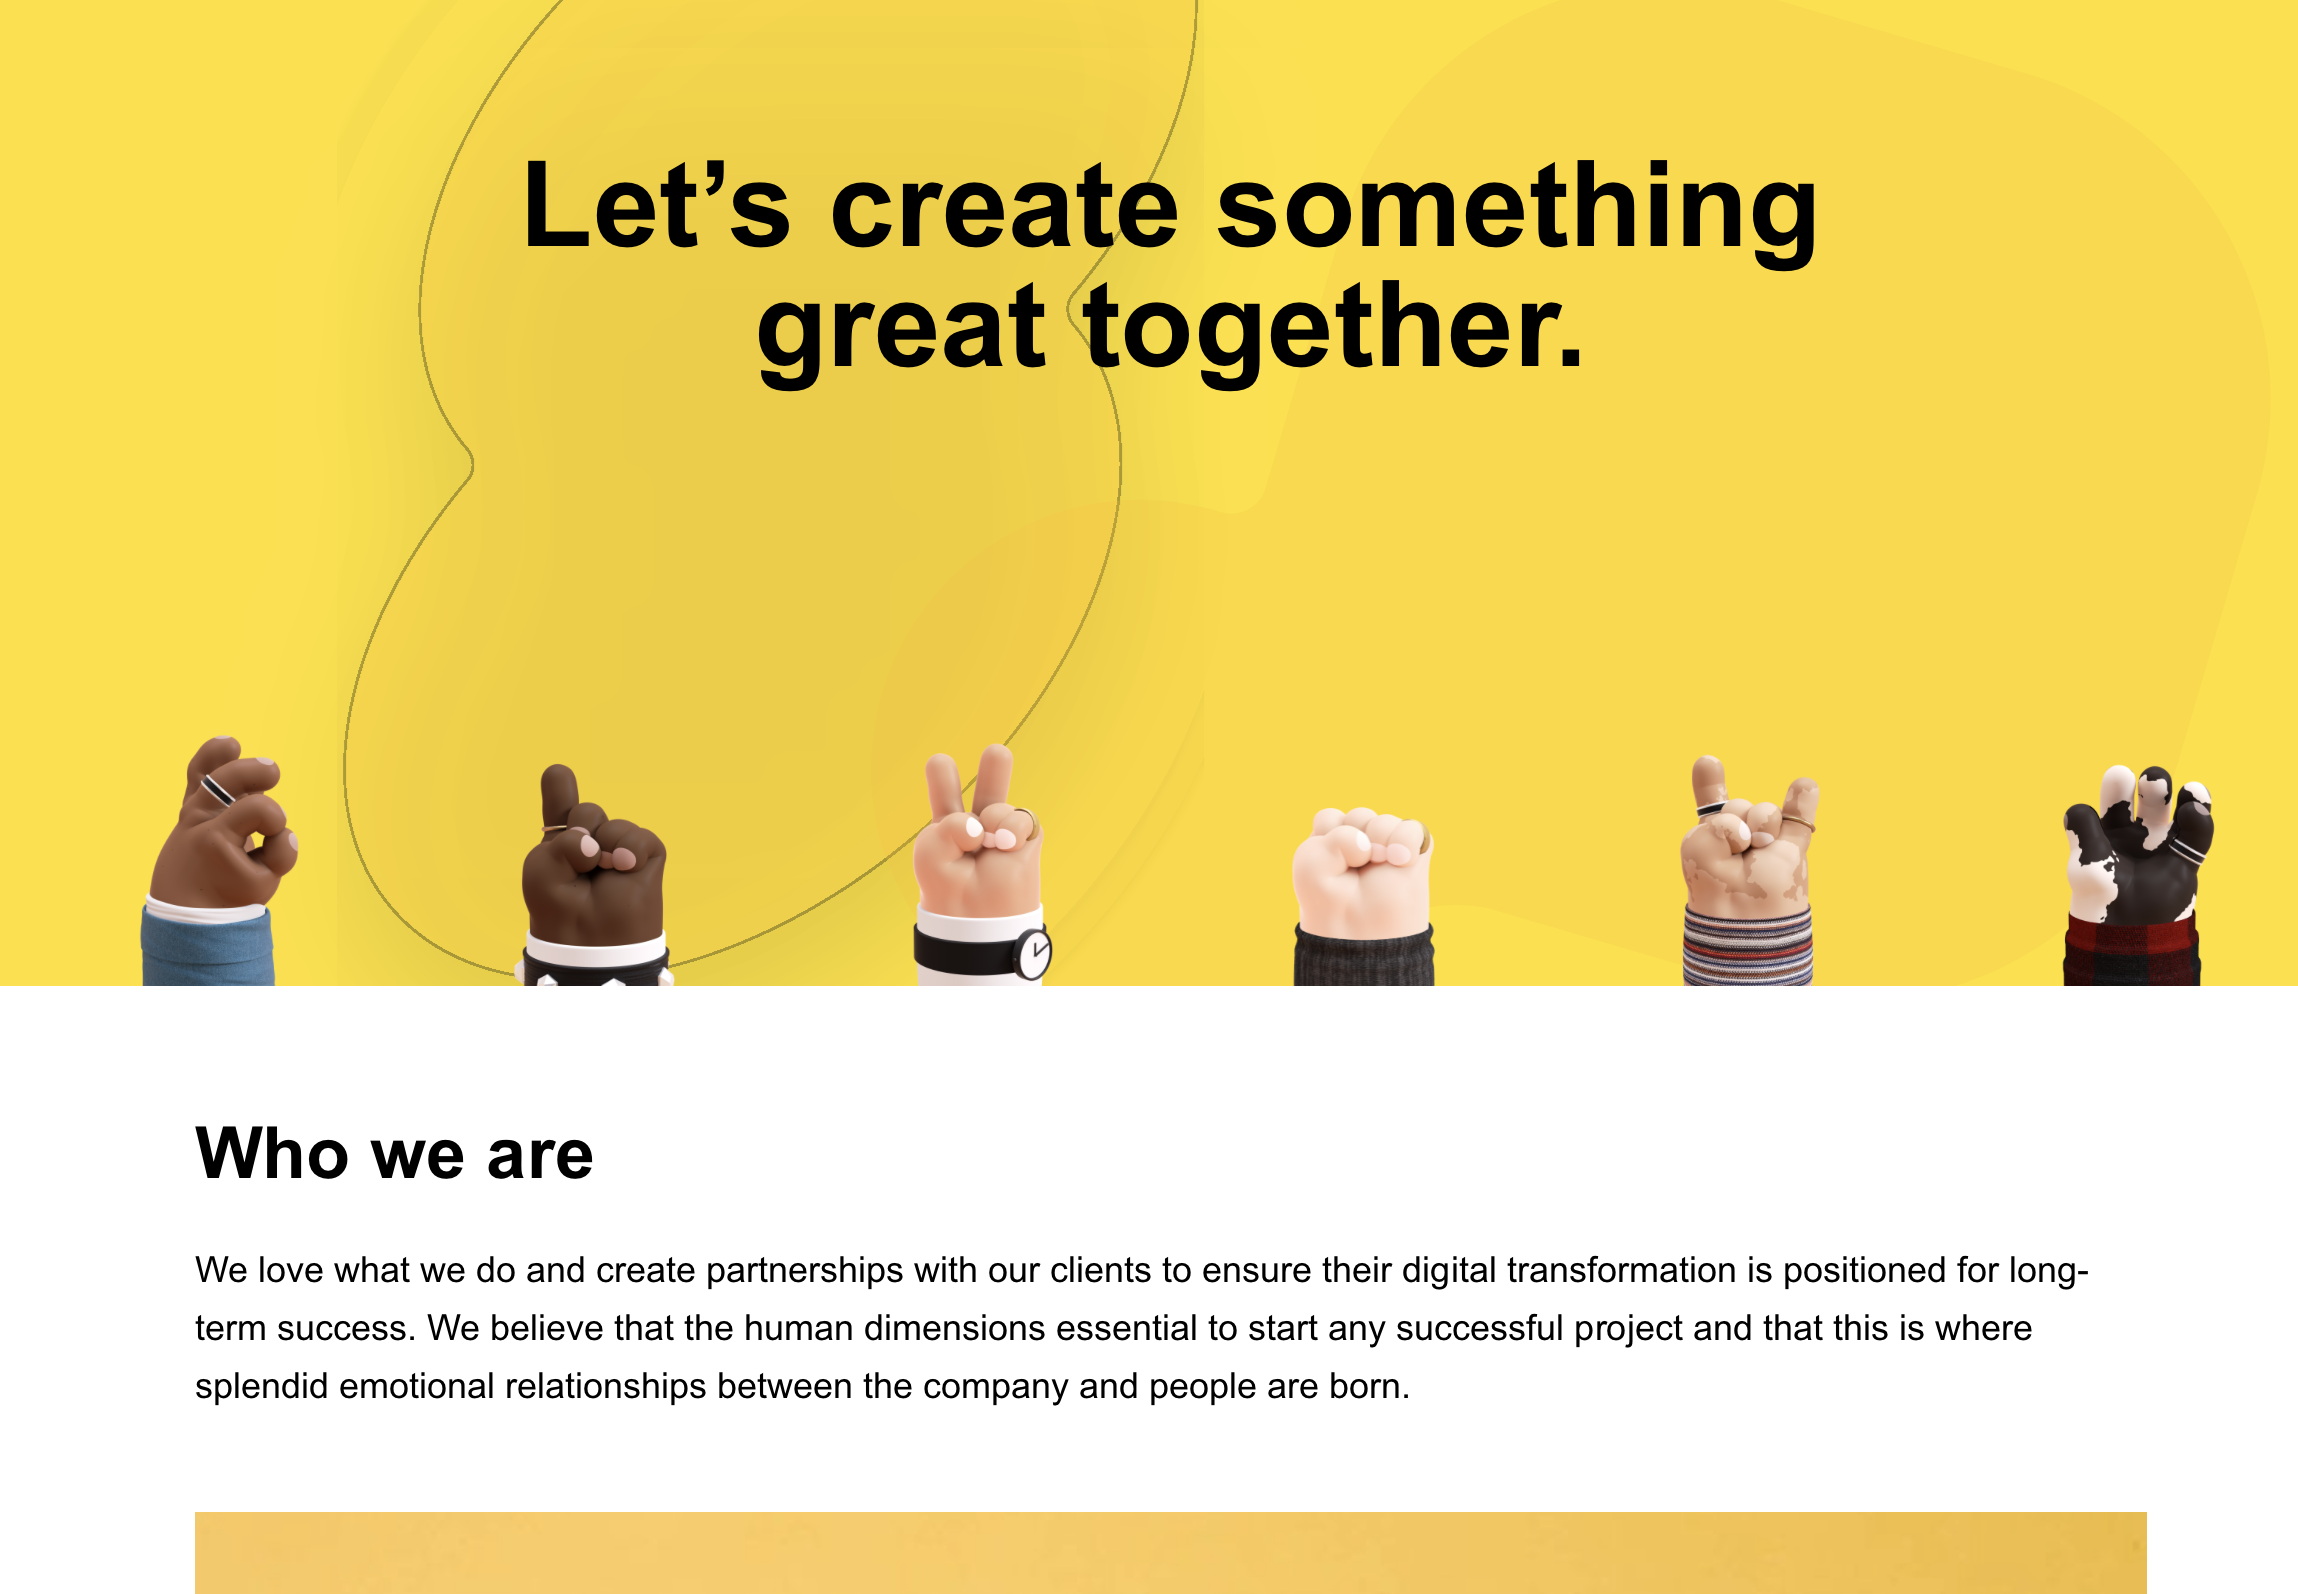 Let’s create something
great together.
Who we are
We love what we do and create partnerships with our clients to ensure their digital transformation is positioned for long-
term success. We believe that the human dimensions essential to start any successful project and that this is where
splendid emotional relationships between the company and people are born.